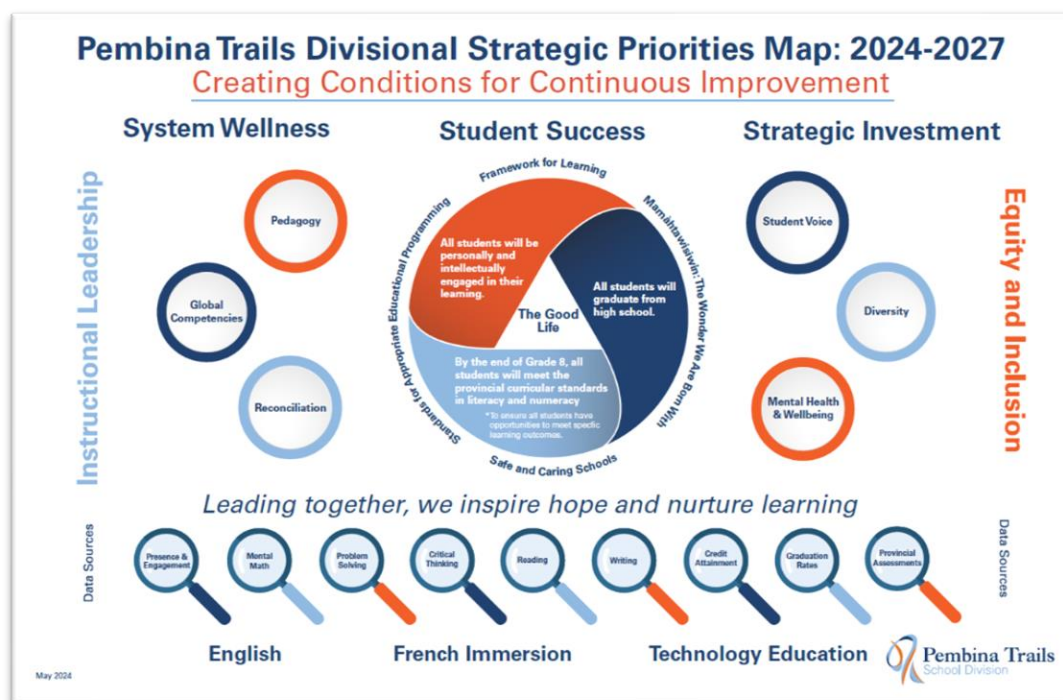 Pembina Trails Divisional Strategic Priorities Map: 2024-2027
Creating Conditions for Continuous Improvement
System Wellness
Student Success
Strategic Investment
Instructional Leadership
Pedagogy
Global
Competencies
Reconciliation
Framework for Learning
Standards for Appropriate Educational Programming
Mamàhtawisiwin: The Wonder We Are Born With
Safe and Caring Schools
All students will be
personally and
intellectually
engaged in their
learning.
All students will
graduate from
high school.
The Good
Life
By the end of Grade 8, all
students will meet the
provincial curricular standards
in literacy and numeracy
*To ensure all students have
opportunities to meet specific
learning outcomes.
Student Voice
Diversity
Mental Health
& Wellbeing
Equity and Inclusion
Leading together, we inspire hope and nurture learning
Data Sources
Presence &
Engagement
Mental
Math
Problem
Solving
Critical
Thinking
Reading
Writing
Credit
Attainment
Graduation
Rates
Provincial
Assessments
Data Sources
English
French Immersion
Technology Education
Pembina Trails
School Division
May 2024